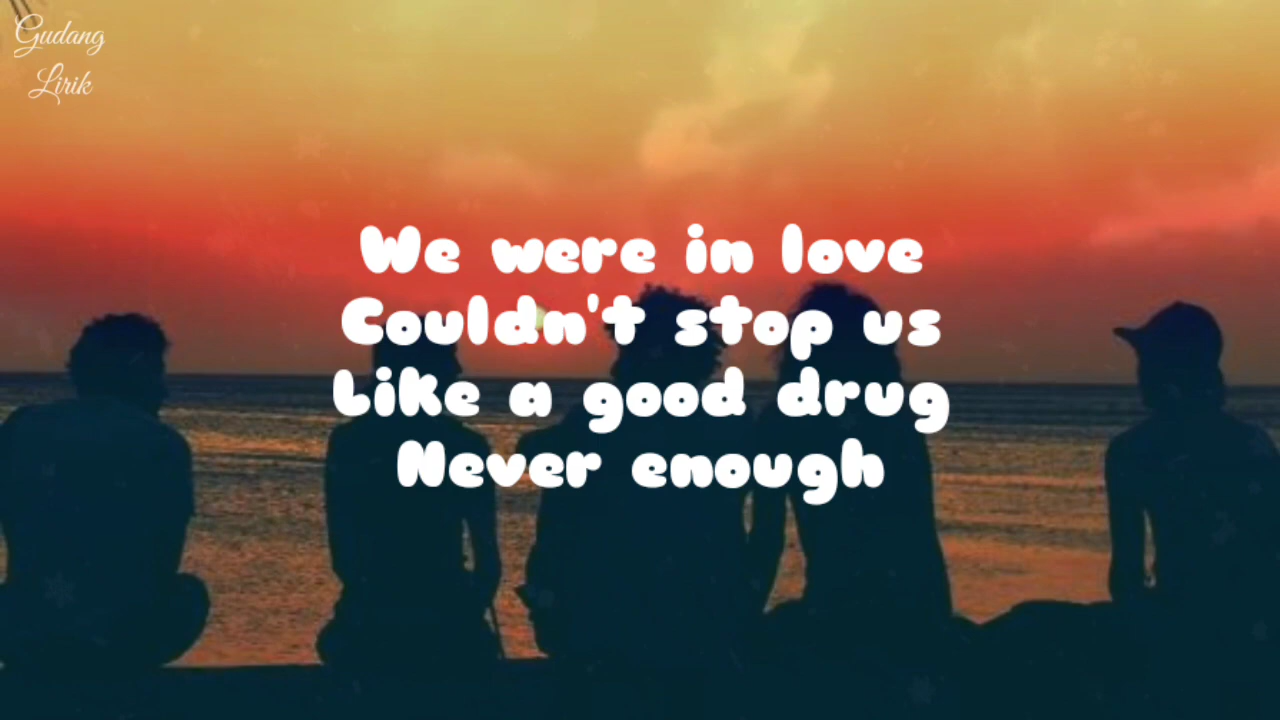 Gudang
Lirik
We were in love
Couldn't stop us
Like a good drug
Never enough